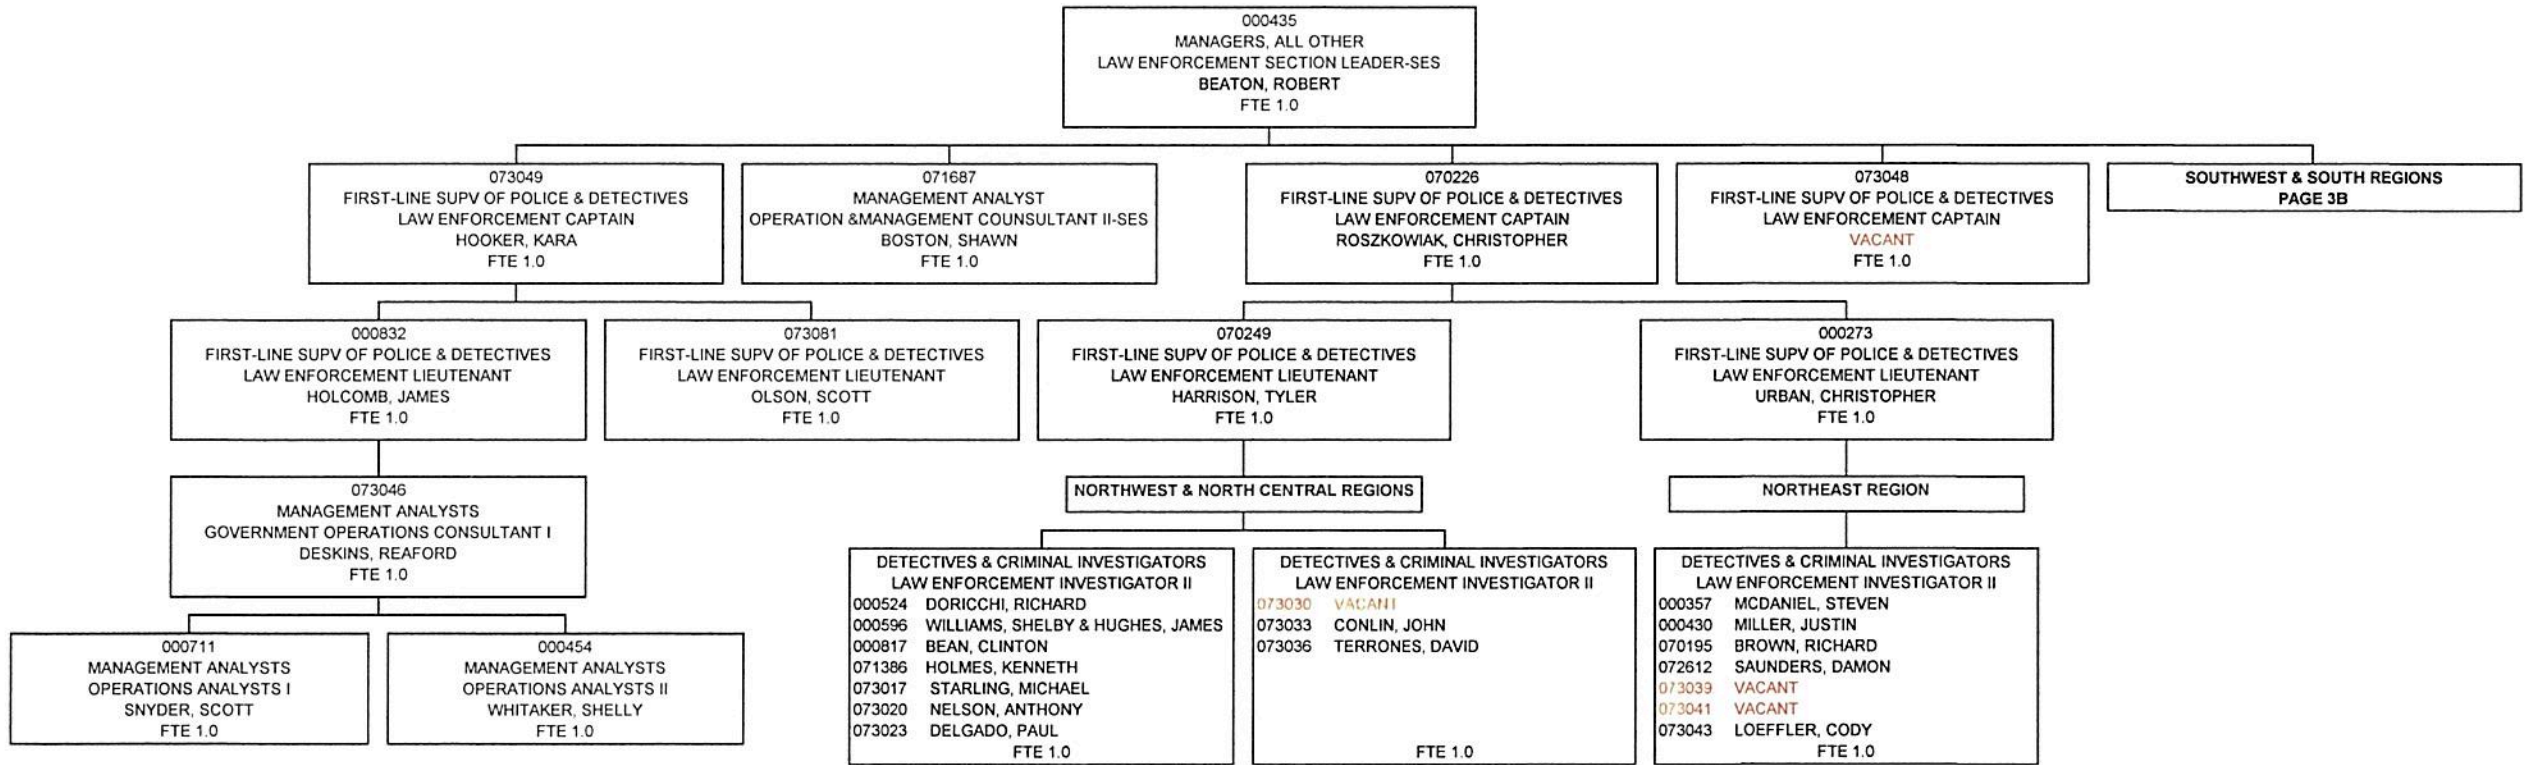 000435
MANAGERS, ALL OTHER
LAW ENFORCEMENT SECTION LEADER-SES
BEATON, ROBERT
FTE 1.0
073049
FIRST-LINE SUPV OF POLICE & DETECTIVES
LAW ENFORCEMENT CAPTAIN
HOOKER, KARA
FTE 1.0
071687
MANAGEMENT ANALYST
OPERATION &MANAGEMENT COUNSULTANT II-SES
BOSTON, SHAWN
FTE 1.0
070226
FIRST-LINE SUPV OF POLICE & DETECTIVES
LAW ENFORCEMENT CAPTAIN
ROSZKOWIAK, CHRISTOPHER
FTE 1.0
073048
FIRST-LINE SUPV OF POLICE & DETECTIVES
LAW ENFORCEMENT CAPTAIN
VACANT
FTE 1.0
SOUTHWEST & SOUTH REGIONS
PAGE 3B
000832
FIRST-LINE SUPV OF POLICE & DETECTIVES
LAW ENFORCEMENT LIEUTENANT
HOLCOMB, JAMES
FTE 1.0
073081
FIRST-LINE SUPV OF POLICE & DETECTIVES
LAW ENFORCEMENT LIEUTENANT
OLSON, SCOTT
FTE 1.0
070249
FIRST-LINE SUPV OF POLICE & DETECTIVES
LAW ENFORCEMENT LIEUTENANT
HARRISON, TYLER
FTE 1.0
000273
FIRST-LINE SUPV OF POLICE & DETECTIVES
LAW ENFORCEMENT LIEUTENANT
URBAN, CHRISTOPHER
FTE 1.0
073046
MANAGEMENT ANALYSTS
GOVERNMENT OPERATIONS CONSULTANT I
DESKINS, REAFORD
FTE 1.0
NORTHWEST & NORTH CENTRAL REGIONS
NORTHEAST REGION
000711
MANAGEMENT ANALYSTS
OPERATIONS ANALYSTS I
SNYDER, SCOTT
FTE 1.0
000454
MANAGEMENT ANALYSTS
OPERATIONS ANALYSTS II
WHITAKER, SHELLY
FTE 1.0
DETECTIVES & CRIMINAL INVESTIGATORS
LAW ENFORCEMENT INVESTIGATOR II
000524 DORICCHI, RICHARD
000596 WILLIAMS, SHELBY & HUGHES, JAMES
000817 BEAN, CLINTON
071386 HOLMES, KENNETH
073017 STARLING, MICHAEL
073020 NELSON, ANTHONY
073023 DELGADO, PAUL
FTE 1.0
DETECTIVES & CRIMINAL INVESTIGATORS
LAW ENFORCEMENT INVESTIGATOR II
073030 VACANT
073033 CONLIN, JOHN
073036 TERRONES, DAVID
FTE 1.0
DETECTIVES & CRIMINAL INVESTIGATORS
LAW ENFORCEMENT INVESTIGATOR II
000357 MCDANIEL, STEVEN
000430 MILLER, JUSTIN
070195 BROWN, RICHARD
072612 SAUNDERS, DAMON
073039 VACANT
073041 VACANT
073043 LOEFFLER, CODY
FTE 1.0